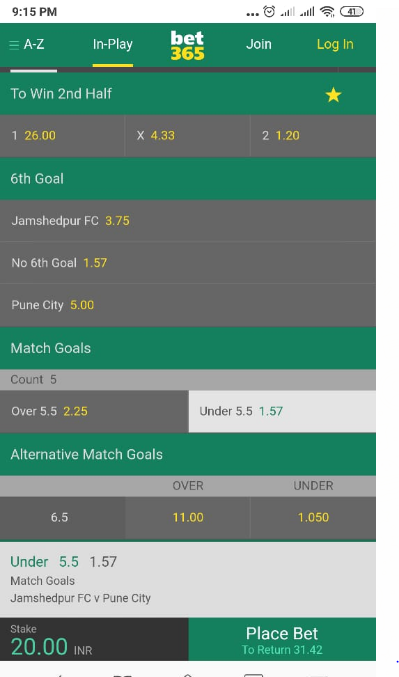 9:15 PM
41
A-Z In-Play bet365 Join Log In
To Win 2nd Half
1 26.00 X 4.33 2 1.20
6th Goal
Jamshedpur FC 3.75
No 6th Goal 1.57
Pune City 5.00
Match Goals
Count 5
Over 5.5 2.25 Under 5.5 1.57
Alternative Match Goals
OVER UNDER
6.5 11.00 1.050
Under 5.5 1.57
Match Goals
Jamshedpur FC v Pune City
Stake
20.00 INR
Place Bet
To Return 31.42